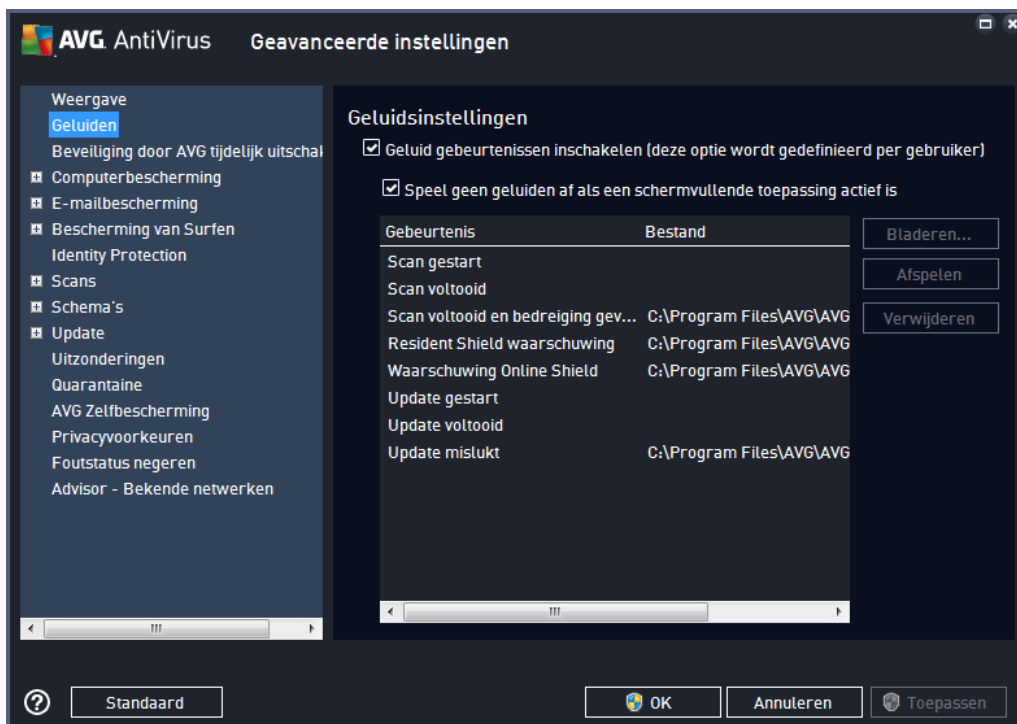 AVG. AntiVirus Geavanceerde instellingen
Weergave
Geluiden
Beveiliging door AVG tijdelijk uitschak
Computerbescherming
E-mailbescherming
Bescherming van Surfen
Identity Protection
Scans
Schema's
Update
Uitzonderingen
Quarantaine
AVG Zelfbescherming
Privacyvoorkeuren
Foutstatus negeren
Advisor - Bekende netwerken
Geluidsinstellingen
Geluid gebeurtenissen inschakelen (deze optie wordt gedefinieerd per gebruiker)
Speel geen geluiden af als een schermvullende toepassing actief is
Gebeurtenis Bestand
Scan gestart
Scan voltooid
Scan voltooid en bedreiging gev... C:\Program Files\AVG\AVG
Resident Shield waarschuwing C:\Program Files\AVG\AVG
Waarschuwing Online Shield C:\Program Files\AVG\AVG
Update gestart
Update voltooid
Update mislukt C:\Program Files\AVG\AVG
Bladeren...
Afspelen
Verwijderen
Standaard
OK
Annuleren
Toepassen